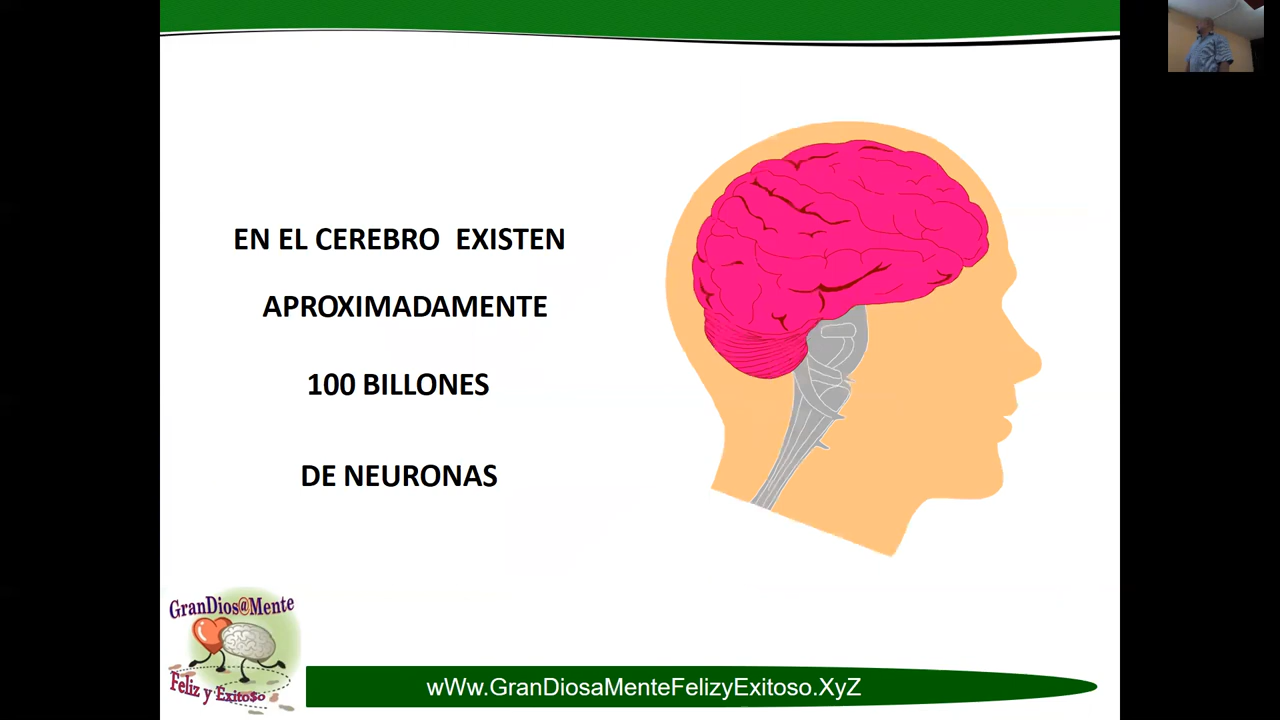 EN EL CEREBRO EXISTEN
APROXIMADAMENTE
100 BILLONES
DE NEURONAS
GranDios@Mente
Feliz y Exito$o
wWw.GranDiosaMenteFelizyExitoso.XyZ